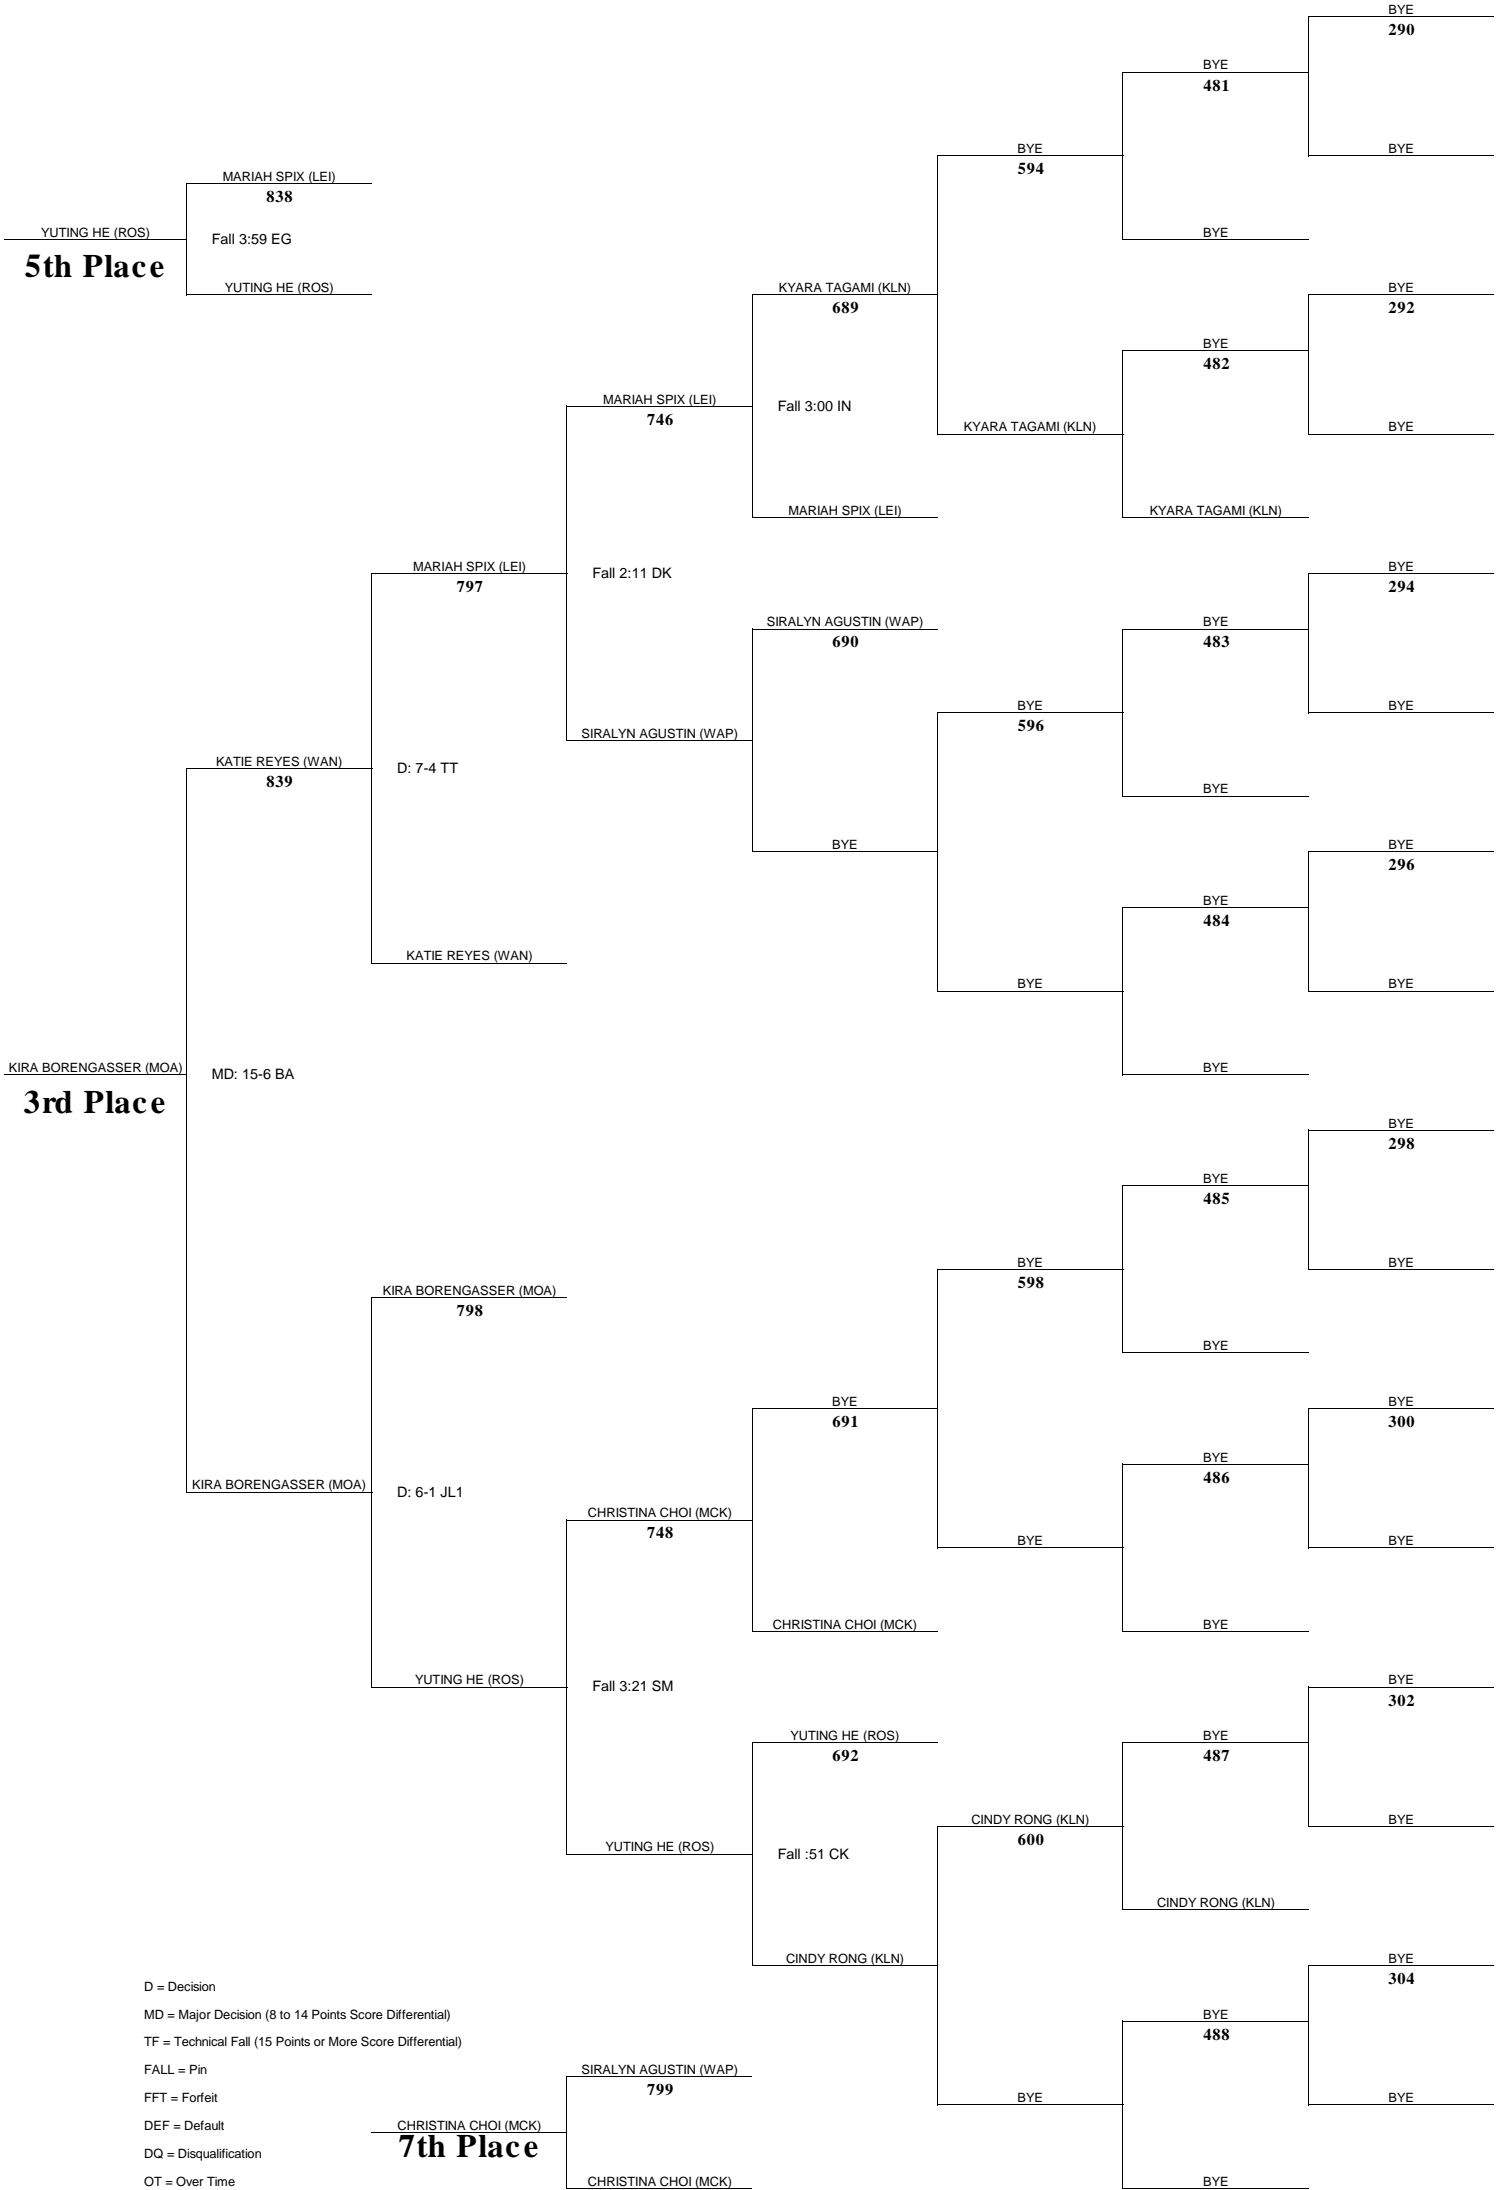 BYE
290
BYE
481
BYE
BYE
594
MARIAH SPIX (LEI)
838
YUTING HE (ROS)
Fall 3:59 EG
BYE
5th Place
YUTING HE (ROS)
KYARA TAGAMI (KLN)
689
BYE
292
BYE
482
MARIAH SPIX (LEI)
746
Fall 3:00 IN
KYARA TAGAMI (KLN)
BYE
MARIAH SPIX (LEI)
KYARA TAGAMI (KLN)
MARIAH SPIX (LEI)
797
Fall 2:11 DK
BYE
294
SIRALYN AGUSTIN (WAP)
690
BYE
483
BYE
596
BYE
SIRALYN AGUSTIN (WAP)
KATIE REYES (WAN)
839
D: 7-4 TT
BYE
BYE
BYE
296
BYE
484
KATIE REYES (WAN)
BYE
BYE
KIRA BORENGASSER (MOA)
MD: 15-6 BA
BYE
3rd Place
BYE
298
BYE
485
BYE
598
BYE
KIRA BORENGASSER (MOA)
798
BYE
BYE
691
BYE
300
BYE
486
KIRA BORENGASSER (MOA)
D: 6-1 JL1
CHRISTINA CHOI (MCK)
748
BYE
BYE
CHRISTINA CHOI (MCK)
BYE
YUTING HE (ROS)
Fall 3:21 SM
BYE
302
YUTING HE (ROS)
692
BYE
487
CINDY RONG (KLN)
600
BYE
YUTING HE (ROS)
Fall :51 CK
CINDY RONG (KLN)
CINDY RONG (KLN)
BYE
304
D = Decision
MD = Major Decision (8 to 14 Points Score Differential)
BYE
488
TF = Technical Fall (15 Points or More Score Differential)
FALL = Pin
SIRALYN AGUSTIN (WAP)
799
FFT = Forfeit
BYE
BYE
DEF = Default
CHRISTINA CHOI (MCK)
7th Place
DQ = Disqualification
OT = Over Time
CHRISTINA CHOI (MCK)
BYE